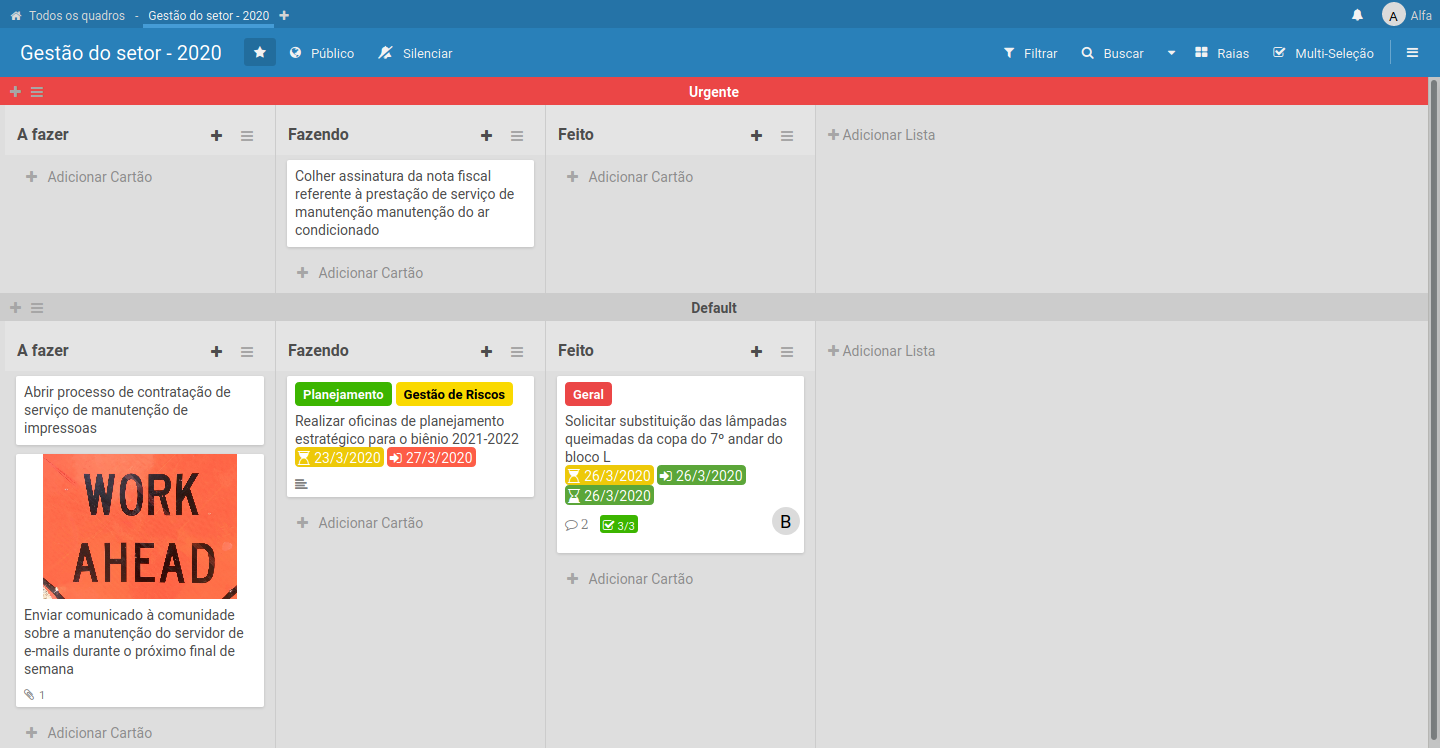 Todos os quadros - Gestão do setor - 2020
A Alfa
Gestão do setor - 2020
Público
Silenciar
Filtrar
Buscar
Raias
Multi-Seleção
Urgente
A fazer
Adicionar Cartão
Fazendo
Colher assinatura da nota fiscal
referente à prestação de serviço de
manutenção manutenção do ar
condicionado
Adicionar Cartão
Feito
Adicionar Cartão
Adicionar Lista
Default
A fazer
Abrir processo de contratação de
serviço de manutenção de
impressoas
WORK
AHEAD
Enviar comunicado à comunidade
sobre a manutenção do servidor de
e-mails durante o próximo final de
semana
1
Adicionar Cartão
Fazendo
Planejamento Gestão de Riscos
Realizar oficinas de planejamento
estratégico para o biênio 2021-2022
23/3/2020 27/3/2020
Adicionar Cartão
Feito
Geral
Solicitar substituição das lâmpadas
queimadas da copa do 7º andar do
bloco L
26/3/2020 26/3/2020
26/3/2020
2 3/3 B
Adicionar Cartão
Adicionar Lista